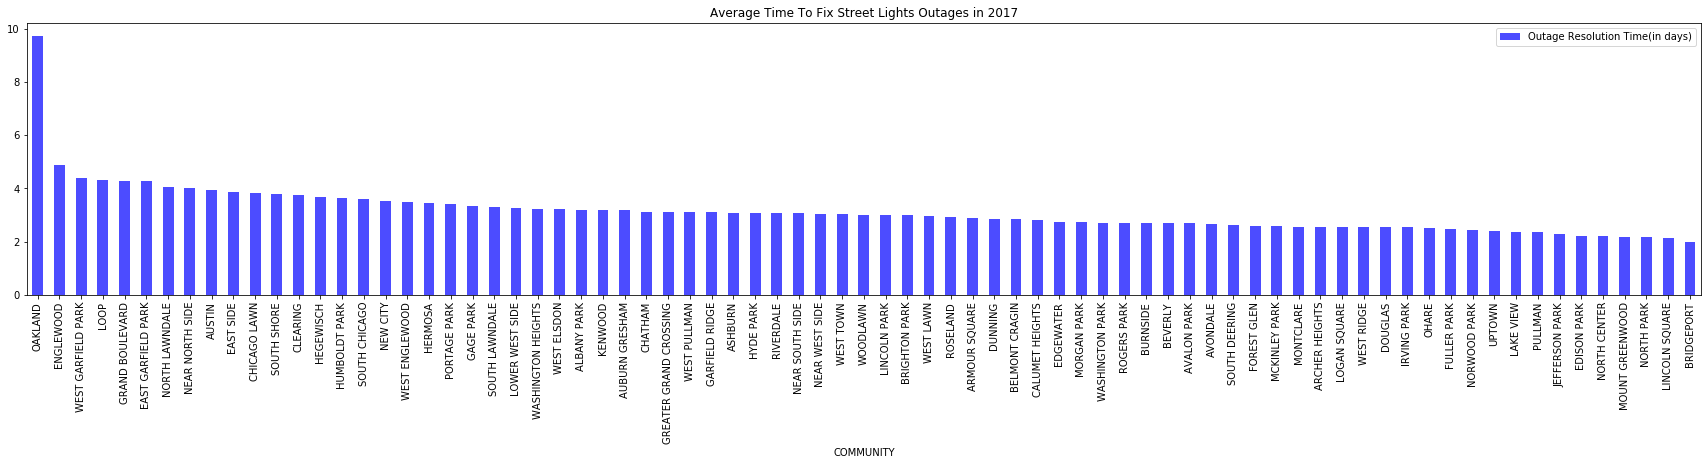 Average Time To Fix Street Lights Outages in 2017
Outage Resolution Time(in days)
10
8
6
4
2
0
OAKLAND
ENGLEWOOD
WEST GARFIELD PARK
LOOP
GRAND BOULEVARD
EAST GARFIELD PARK
NORTH LAWNDALE
NEAR NORTH SIDE
AUSTIN
EAST SIDE
CHICAGO LAWN
SOUTH SHORE
CLEARING
HEGEWISCH
HUMBOLDT PARK
SOUTH CHICAGO
NEW CITY
WEST ENGLEWOOD
HERMOSA
PORTAGE PARK
GAGE PARK
SOUTH LAWNDALE
LOWER WEST SIDE
WASHINGTON HEIGHTS
WEST ELSDON
ALBANY PARK
KENWOOD
AUBURN GRESHAM
CHATHAM
GREATER GRAND CROSSING
WEST PULLMAN
GARFIELD RIDGE
ASHBURN
HYDE PARK
RIVERDALE
NEAR SOUTH SIDE
NEAR WEST SIDE
WEST TOWN
WOODLAWN
LINCOLN PARK
BRIGHTON PARK
WEST LAWN
ROSELAND
ARMOUR SQUARE
DUNNING
BELMONT CRAGIN
CALUMET HEIGHTS
EDGEWATER
MORGAN PARK
WASHINGTON PARK
ROGERS PARK
BURNSIDE
BEVERLY
AVALON PARK
AVONDALE
SOUTH DEERING
FOREST GLEN
MCKINLEY PARK
MONTCLARE
ARCHER HEIGHTS
LOGAN SQUARE
WEST RIDGE
DOUGLAS
IRVING PARK
OHARE
FULLER PARK
NORWOOD PARK
UPTOWN
LAKE VIEW
PULLMAN
JEFFERSON PARK
EDISON PARK
NORTH CENTER
MOUNT GREENWOOD
NORTH PARK
LINCOLN SQUARE
BRIDGEPORT
COMMUNITY